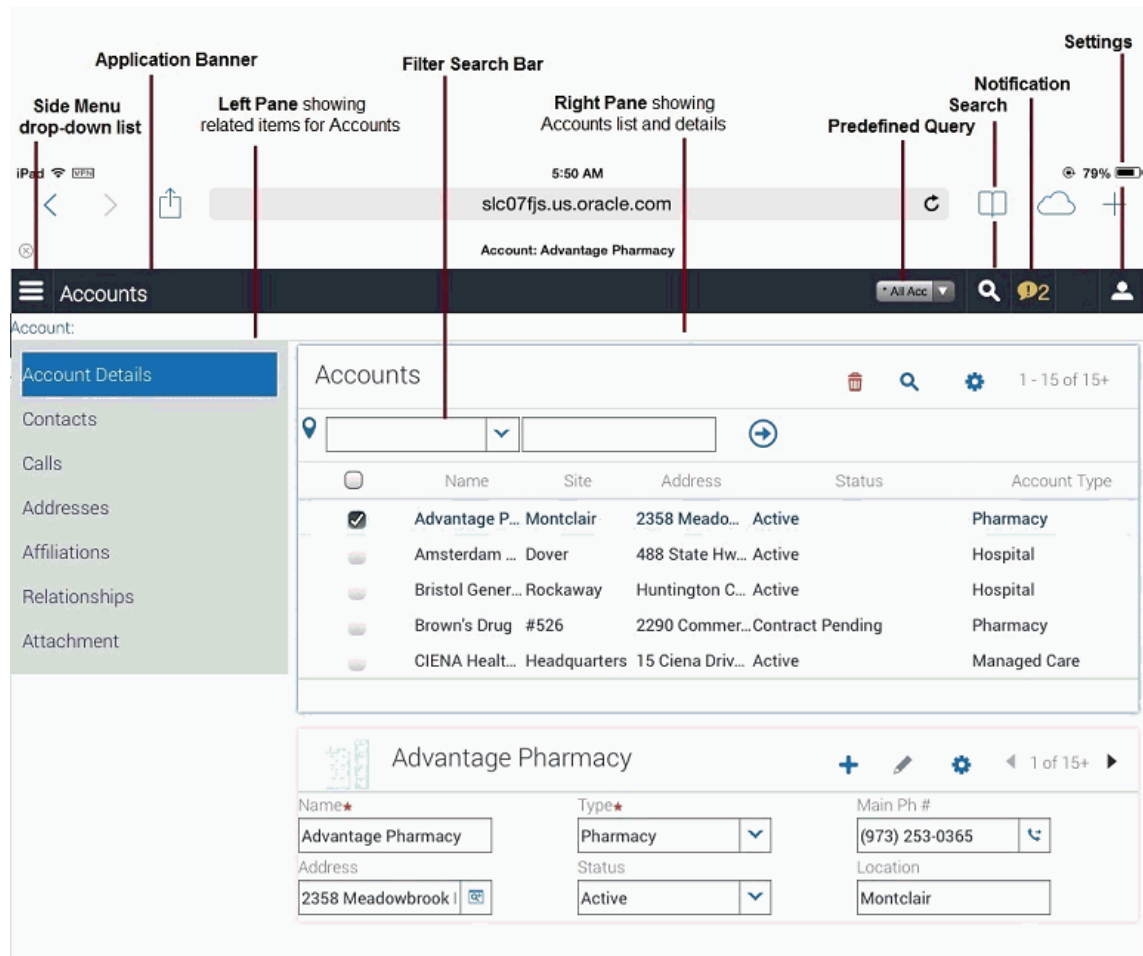 Settings
Application Banner
Filter Search Bar
Notification
Side Menu
drop-down list
Left Pane showing
related items for Accounts
Right Pane showing
Accounts list and details
Search
Predefined Query
iPad VPN 5:50 AM 79%
slc07fjs.us.oracle.com
Account: Advantage Pharmacy
Accounts * All Acc 2
Account:
Account Details
Contacts
Calls
Addresses
Affiliations
Relationships
Attachment
Accounts 1 - 15 of 15+
Name Site Address Status Account Type
Advantage P... Montclair 2358 Meado... Active Pharmacy
Amsterdam ... Dover 488 State Hw... Active Hospital
Bristol Gener... Rockaway Huntington C... Active Hospital
Brown's Drug #526 2290 Commer... Contract Pending Pharmacy
CIENA Healt... Headquarters 15 Ciena Driv... Active Managed Care
Advantage Pharmacy 1 of 15+
Name* Type* Main Ph #
Advantage Pharmacy Pharmacy (973) 253-0365
Address Status Location
2358 Meadowbrook Active Montclair